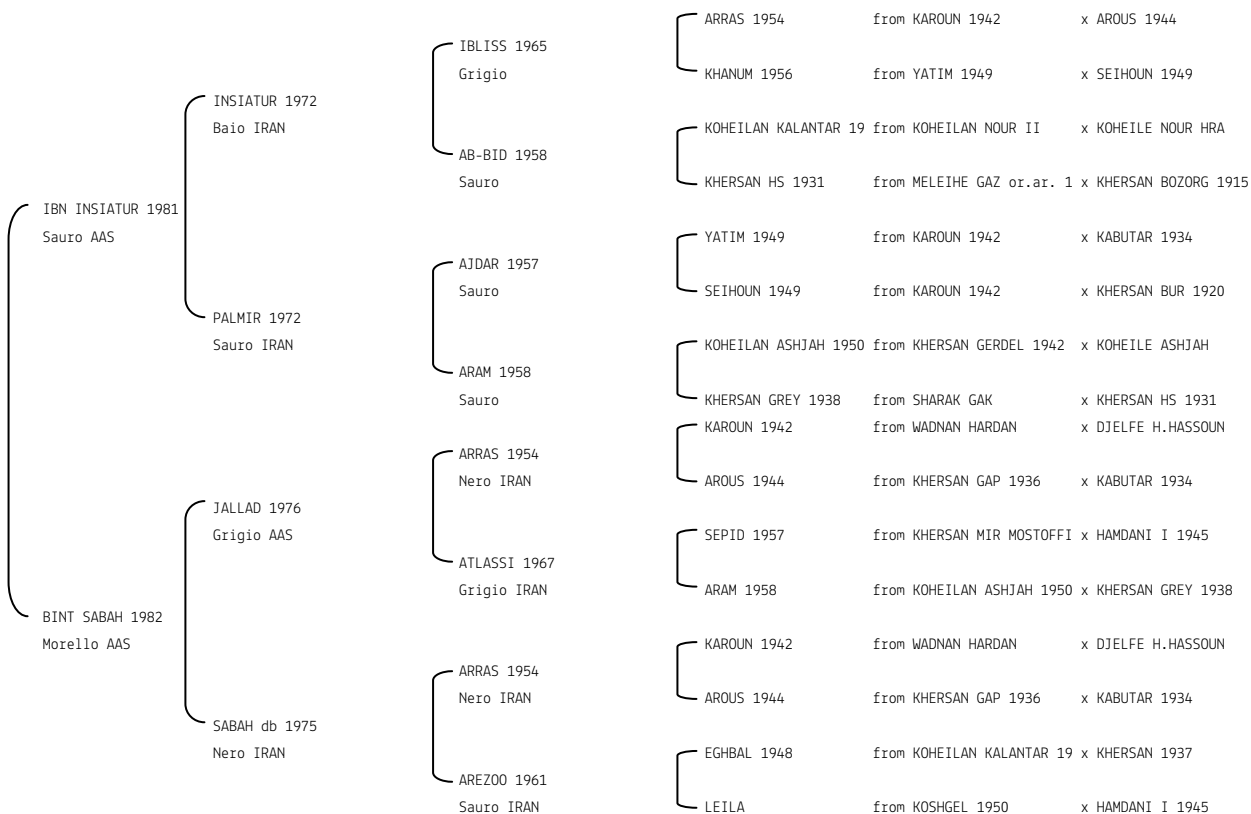 ARRAS 1954 from KAROUN 1942 x AROUS 1944
IBLISS 1965
Grigio KHANUM 1956 from YATIM 1949 x SEIHOUN 1949
INSIATUR 1972
Baio IRAN KOHEILAN KALANTAR 19 from KOHEILAN NOUR II x KOHEILE NOUR HRA
AB-BID 1958
Sauro KHERSAN HS 1931 from MELEIHE GAZ or.ar. 1 x KHERSAN BOZORG 1915
IBN INSIATUR 1981
Sauro AAS YATIM 1949 from KAROUN 1942 x KABUTAR 1934
AJDAR 1957
Sauro SEIHOUN 1949 from KAROUN 1942 x KHERSAN BUR 1920
PALMIR 1972
Sauro IRAN KOHEILAN ASHJAH 1950 from KHERSAN GERDEL 1942 x KOHEILE ASHJAH
ARAM 1958
Sauro KHERSAN GREY 1938 from SHARAK GAK x KHERSAN HS 1931
KAROUN 1942 from WADNAN HARDAN x DJELFE H.HASSOUN
ARRAS 1954
Nero IRAN AROUS 1944 from KHERSAN GAP 1936 x KABUTAR 1934
JALLAD 1976
Grigio AAS SEPID 1957 from KHERSAN MIR MOSTOFFI x HAMDANI I 1945
ATLASSI 1967
Grigio IRAN ARAM 1958 from KOHEILAN ASHJAH 1950 x KHERSAN GREY 1938
BINT SABAH 1982
Morello AAS KAROUN 1942 from WADNAN HARDAN x DJELFE H.HASSOUN
ARRAS 1954
Nero IRAN AROUS 1944 from KHERSAN GAP 1936 x KABUTAR 1934
SABAH db 1975
Nero IRAN EGHBAL 1948 from KOHEILAN KALANTAR 19 x KHERSAN 1937
AREZOO 1961
Sauro IRAN LEILA from KOSHGEL 1950 x HAMDANI I 1945